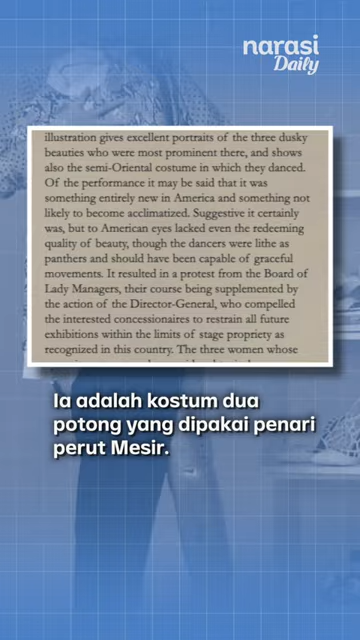 narasi
Daily
illustration gives excellent portraits of the three dusky
beauties who were most prominent there, and shows
also the semi-Oriental costume in which they danced.
Of the performance it may be said that it was
something entirely new in America and something not
likely to become acclimatized. Suggestive it certainly
was, but to American eyes lacked even the redeeming
quality of beauty, though the dancers were lithe as
panthers and should have been capable of graceful
movements. It resulted in a protest from the Board of
Lady Managers, their course being supplemented by
the action of the Director-General, who compelled
the interested concessionaires to restrain all future
exhibitions within the limits of stage propriety as
recognized in this country. The three women whose
Ia adalah kostum dua
potong yang dipakai penari
perut Mesir.